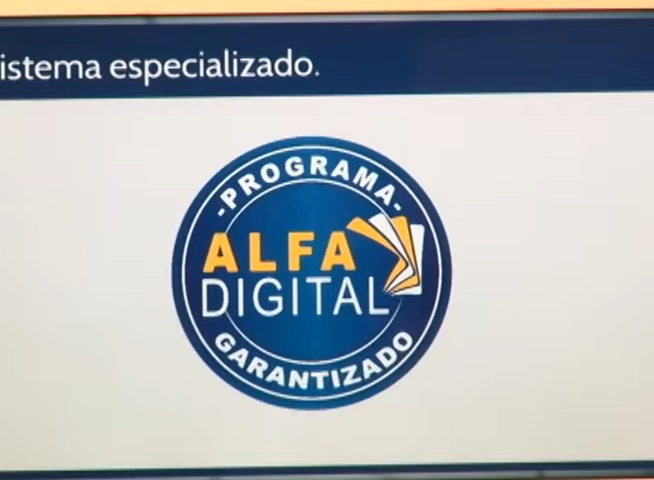 istema especializado.
-PROGRAMA-
ALFA
DIGITAL
GARANTIZADO